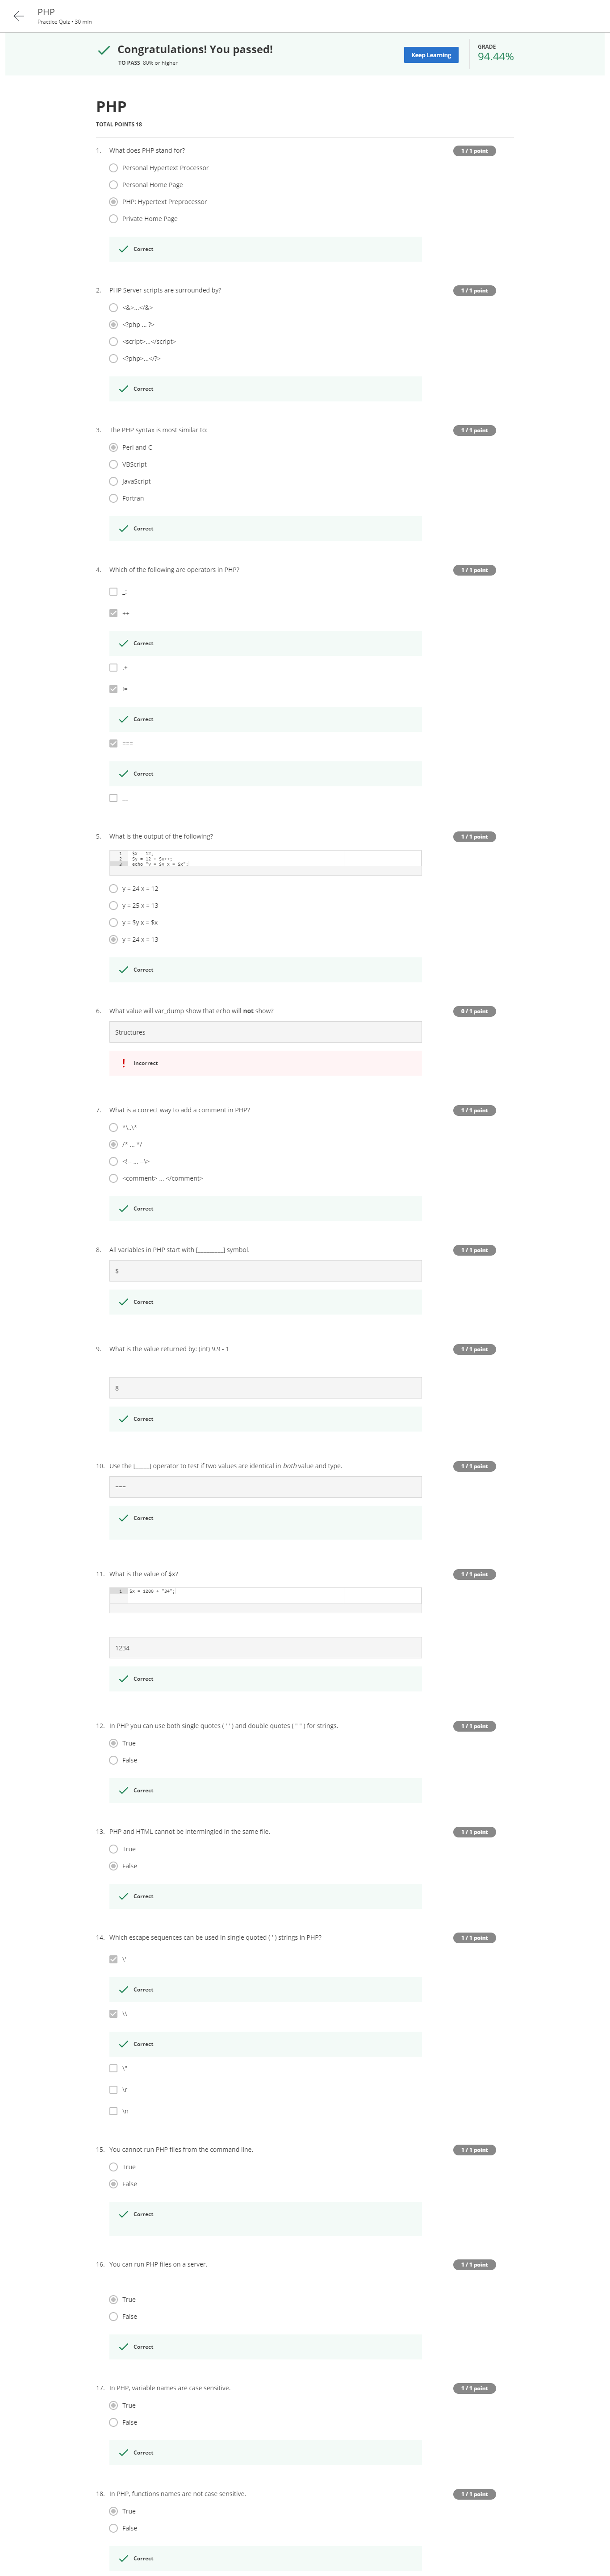 PHP
Practice Quiz • 30 min
Congratulations! You passed!
TO PASS 80% or higher
Keep Learning
GRADE
94.44%
PHP
TOTAL POINTS 18
1. What does PHP stand for?
1 / 1 point
Personal Hypertext Processor
Personal Home Page
PHP: Hypertext Preprocessor
Private Home Page
Correct
2. PHP Server scripts are surrounded by?
1 / 1 point
<&>...</&>
<?php ... ?>
<script>...</script>
<?php>...</?>
Correct
3. The PHP syntax is most similar to:
1 / 1 point
Perl and C
VBScript
JavaScript
Fortran
Correct
4. Which of the following are operators in PHP?
1 / 1 point
++
Correct
!=
Correct
===
Correct
5. What is the output of the following?
1 / 1 point
1 $x = 12;
2 $y = 12 + $x++;
3 echo "y = $y x = $x";
y = 24 x = 12
y = 25 x = 13
y = $y x = $x
y = 24 x = 13
Correct
6. What value will var_dump show that echo will not show?
0 / 1 point
Structures
Incorrect
7. What is a correct way to add a comment in PHP?
1 / 1 point
*\..\*
/* ... */
<!-- ... --\>
<comment> ... </comment>
Correct
8. All variables in PHP start with [_________] symbol.
1 / 1 point
$
Correct
9. What is the value returned by: (int) 9.9 - 1
1 / 1 point
8
Correct
10. Use the [_____] operator to test if two values are identical in both value and type.
1 / 1 point
===
Correct
11. What is the value of $x?
1 / 1 point
1 $x = 1200 + "34";
1234
Correct
12. In PHP you can use both single quotes ( ' ' ) and double quotes ( " " ) for strings.
1 / 1 point
True
False
Correct
13. PHP and HTML cannot be intermingled in the same file.
1 / 1 point
True
False
Correct
14. Which escape sequences can be used in single quoted ( ' ) strings in PHP?
1 / 1 point
\'
Correct
\\
Correct
\"
\r
\n
15. You cannot run PHP files from the command line.
1 / 1 point
True
False
Correct
16. You can run PHP files on a server.
1 / 1 point
True
False
Correct
17. In PHP, variable names are case sensitive.
1 / 1 point
True
False
Correct
18. In PHP, functions names are not case sensitive.
1 / 1 point
True
False
Correct